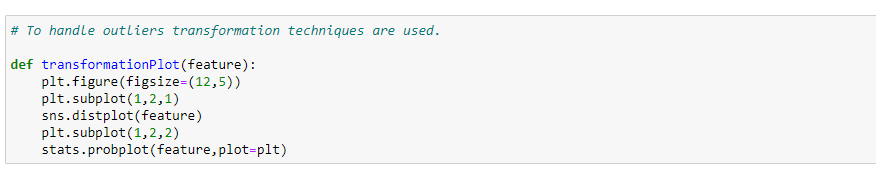 # To handle outliers transformation techniques are used.
def transformationPlot(feature):
    plt.figure(figsize=(12,5))
    plt.subplot(1,2,1)
    sns.distplot(feature)
    plt.subplot(1,2,2)
    stats.probplot(feature,plot=plt)